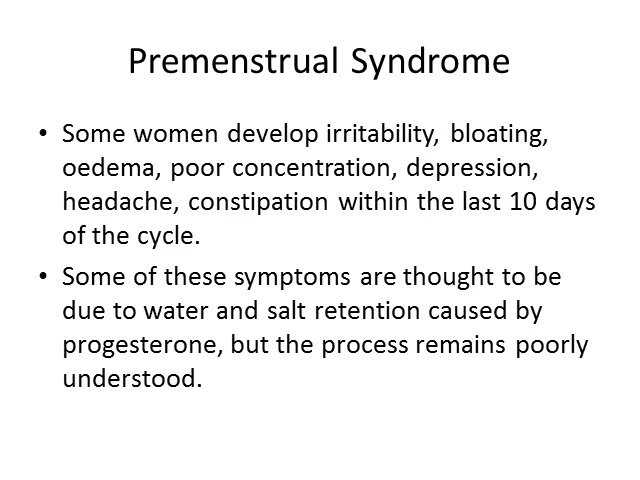 Premenstrual Syndrome
• Some women develop irritability, bloating,
oedema, poor concentration, depression,
headache, constipation within the last 10 days
of the cycle.
• Some of these symptoms are thought to be
due to water and salt retention caused by
progesterone, but the process remains poorly
understood.